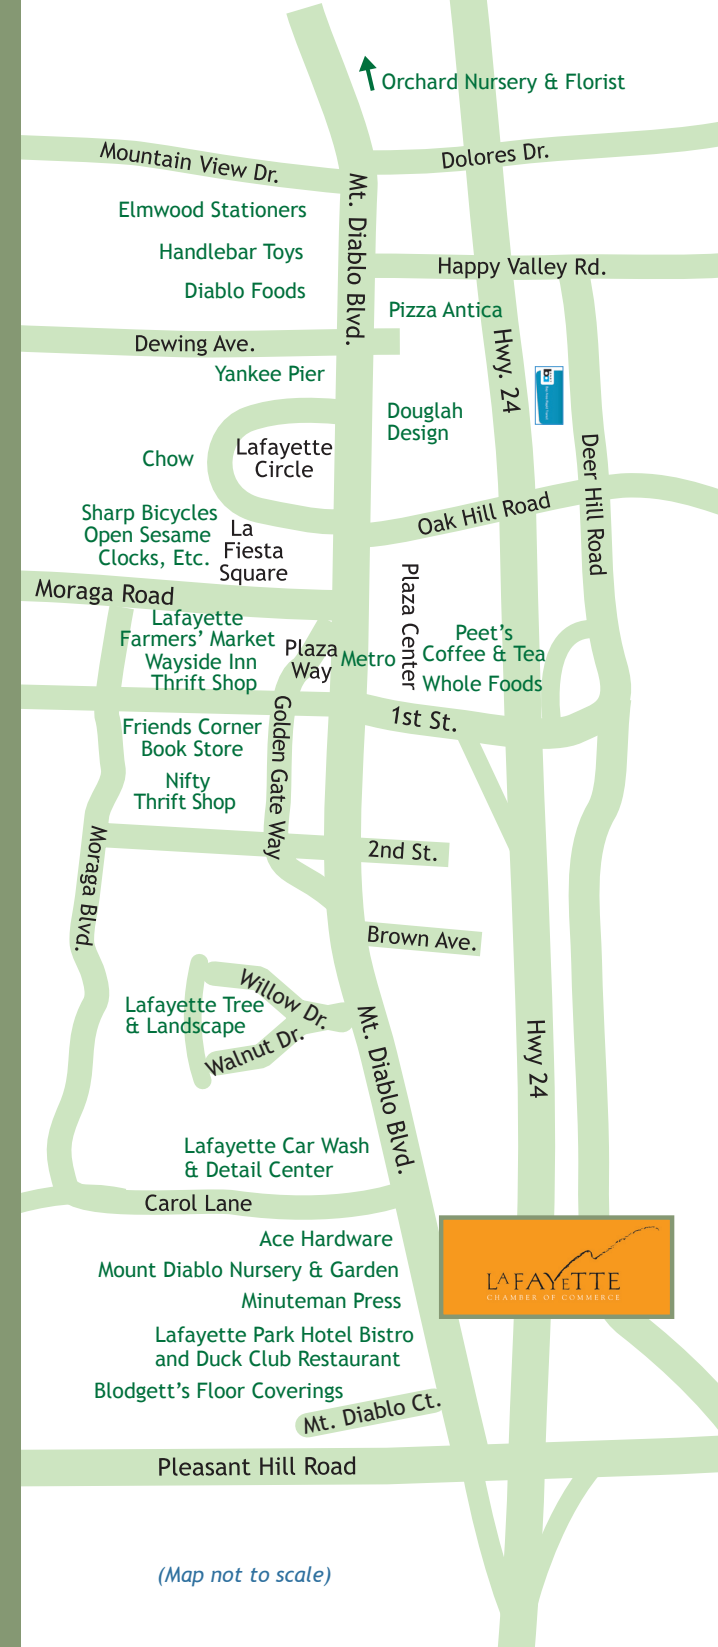 Orchard Nursery & Florist
Mountain View Dr.
Dolores Dr.
Mt. Diablo Blvd.
Elmwood Stationers
Handlebar Toys
Happy Valley Rd.
Diablo Foods
Pizza Antica
Dewing Ave.
Hwy. 24
Yankee Pier
Douglah
Design
Lafayette
Circle
Chow
Deer Hill Road
Oak Hill Road
Sharp Bicycles
Open Sesame
Clocks, Etc.
La
Fiesta
Square
Moraga Road
Plaza Center
Lafayette
Farmers' Market
Wayside Inn
Thrift Shop
Plaza
Way
Metro
Peet's
Coffee & Tea
Whole Foods
1st St.
Golden Gate Way
Friends Corner
Book Store
Nifty
Thrift Shop
Moraga Blvd.
2nd St.
Brown Ave.
Willow Dr.
Lafayette Tree
& Landscape
Walnut Dr.
Mt. Diablo Blvd.
Hwy 24
Lafayette Car Wash
& Detail Center
Carol Lane
Ace Hardware
Mount Diablo Nursery & Garden
Minuteman Press
LAFAYETTE
CHAMBER OF COMMERCE
Lafayette Park Hotel Bistro
and Duck Club Restaurant
Blodgett's Floor Coverings
Mt. Diablo Ct.
Pleasant Hill Road
(Map not to scale)